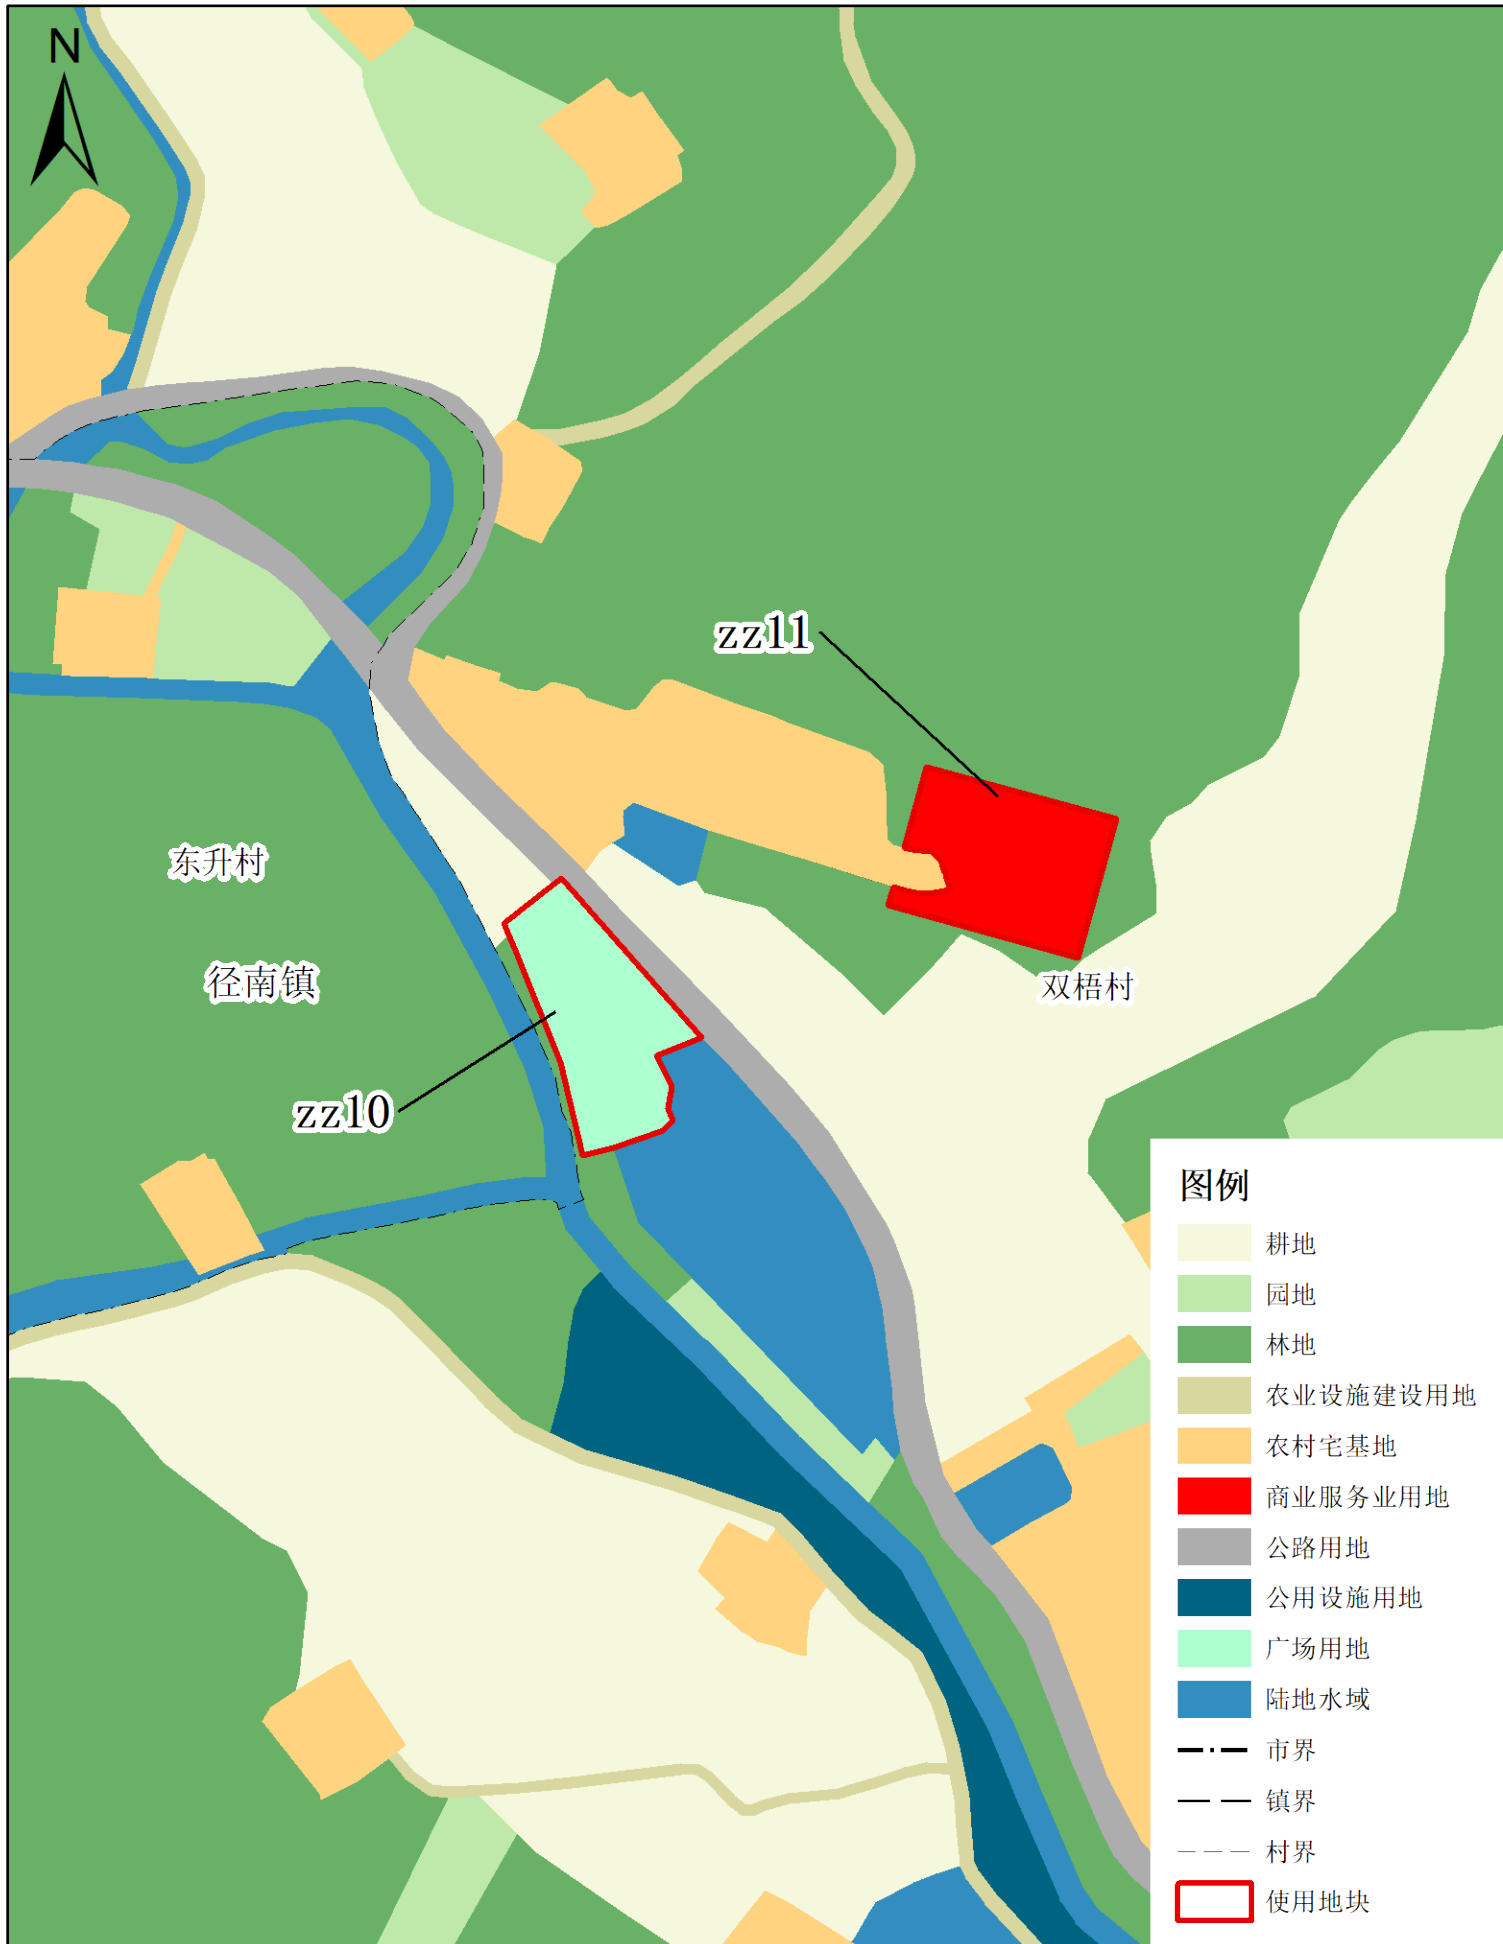 N
zz11
东升村
径南镇
双梧村
zz10
图例
耕地
园地
林地
农业设施建设用地
农村宅基地
商业服务业用地
公路用地
公用设施用地
广场用地
陆地水域
市界
镇界
村界
使用地块